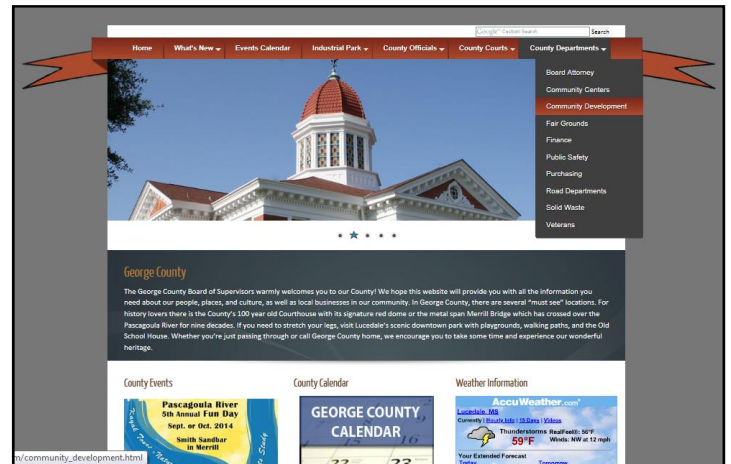 Google™ Custom Search
Search
Home
What's New
Events Calendar
Industrial Park
County Officials
County Courts
County Departments
Board Attorney
Community Centers
Community Development
Fair Grounds
Finance
Public Safety
Purchasing
Road Departments
Solid Waste
Veterans
George County
The George County Board of Supervisors warmly welcomes you to our County! We hope this website will provide you with all the information you
need about our people, places, and culture, as well as local businesses in our community. In George County, there are several "must see" locations. For
history lovers there is the County's 100 year old Courthouse with its signature red dome or the metal span Merrill Bridge which has crossed over the
Pascagoula River for nine decades. If you need to stretch your legs, visit Lucedale's scenic downtown park with playgrounds, walking paths, and the Old
School House. Whether you're just passing through or call George County home, we encourage you to take some time and experience our wonderful
heritage.
County Events
Pascagoula River
5th Annual Fun Day
Sept. or Oct. 2014
Smith Sandbar
in Merrill
County Calendar
GEORGE COUNTY
CALENDAR
16
22
23
Weather Information
AccuWeather.com
Lucedale, MS
Currently | Hourly Info | 15 Days | Videos
Thunderstorms RealFeel®: 56°F
59°F Winds: NW at 12 mph
Your Extended Forecast
Today Tomorrow
m/community_development.html